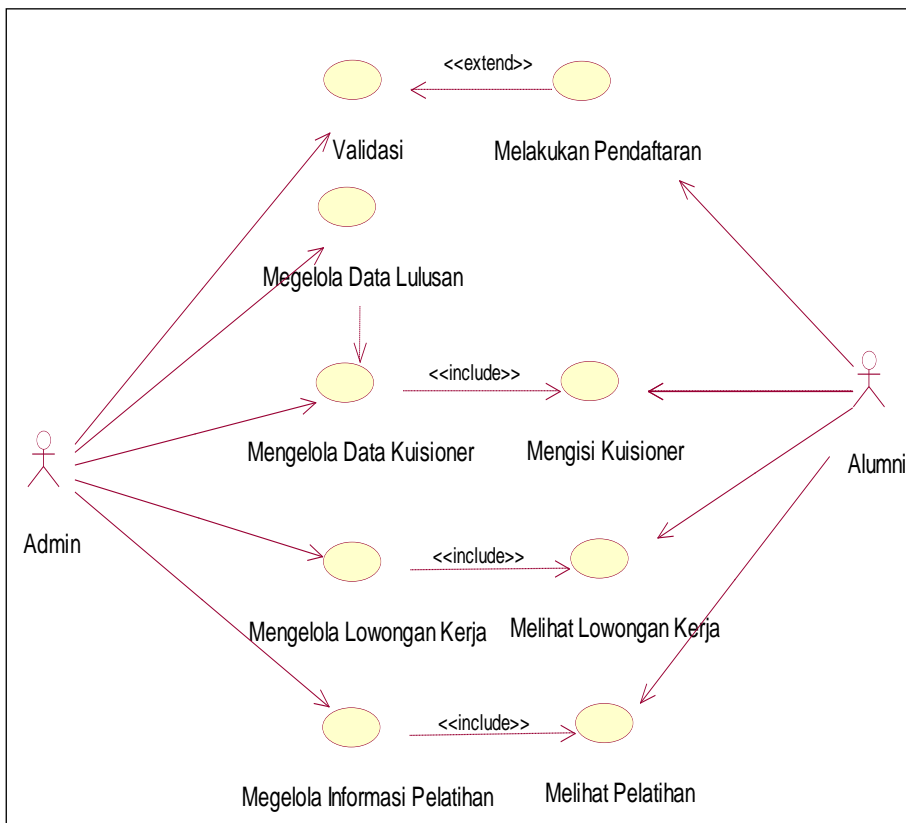 <<extend>>
Validasi
Melakukan Pendaftaran
Megelola Data Lulusan
<<include>>
Mengelola Data Kuisioner
Mengisi Kuisioner
Alumni
Admin
<<include>>
Mengelola Lowongan Kerja
Melihat Lowongan Kerja
<<include>>
Megelola Informasi Pelatihan
Melihat Pelatihan